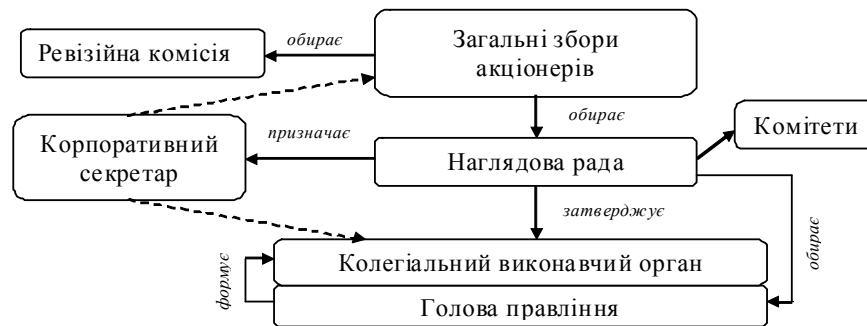 Загальні збори
акціонерів
обирає
Ревізійна комісія
обирає
Корпоративний
секретар
призначає
Наглядова рада
Комітети
затверджує
обирає
формує
Колегіальний виконавчий орган
Голова правління